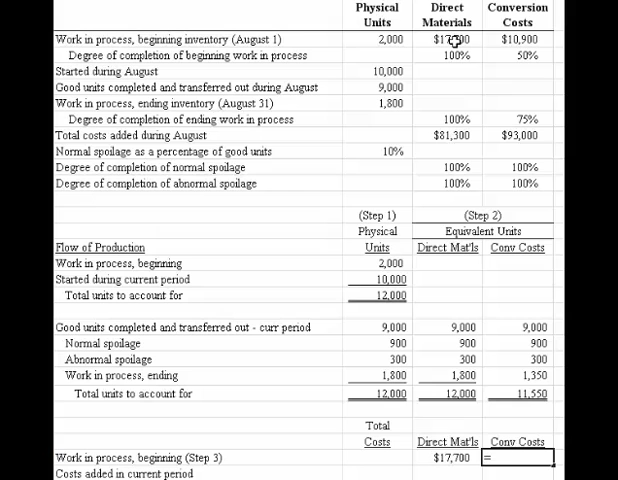 Physical Direct Conversion
Units Materials Costs
Work in process, beginning inventory (August 1) 2,000 $17,700 $10,900
Degree of completion of beginning work in process 100% 50%
Started during August 10,000
Good units completed and transferred out during August 9,000
Work in process, ending inventory (August 31) 1,800
Degree of completion of ending work in process 100% 75%
Total costs added during August $81,300 $93,000
Normal spoilage as a percentage of good units 10%
Degree of completion of normal spoilage 100% 100%
Degree of completion of abnormal spoilage 100% 100%
(Step 1) (Step 2)
Physical Equivalent Units
Flow of Production Units Direct Mat'ls Conv Costs
Work in process, beginning 2,000
Started during current period 10,000
Total units to account for 12,000
Good units completed and transferred out - curr period 9,000 9,000 9,000
Normal spoilage 900 900 900
Abnormal spoilage 300 300 300
Work in process, ending 1,800 1,800 1,350
Total units to account for 12,000 12,000 11,550
Total
Costs Direct Mat'ls Conv Costs
Work in process, beginning (Step 3) $17,700 =
Costs added in current period